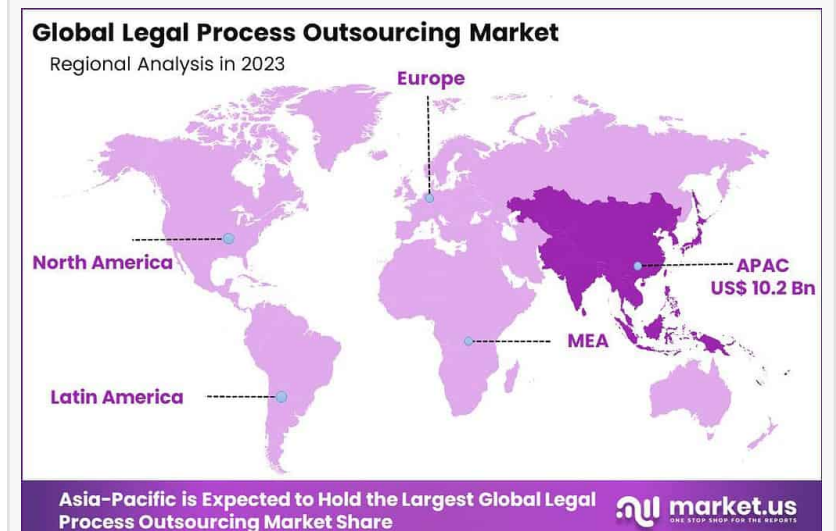 Global Legal Process Outsourcing Market
Regional Analysis in 2023
Europe
North America
APAC
US$ 10.2 Bn
MEA
Latin America
Asia-Pacific is Expected to Hold the Largest Global Legal
Process Outsourcing Market Share
market.us
ONE STOP SHOP FOR THE REPORTS